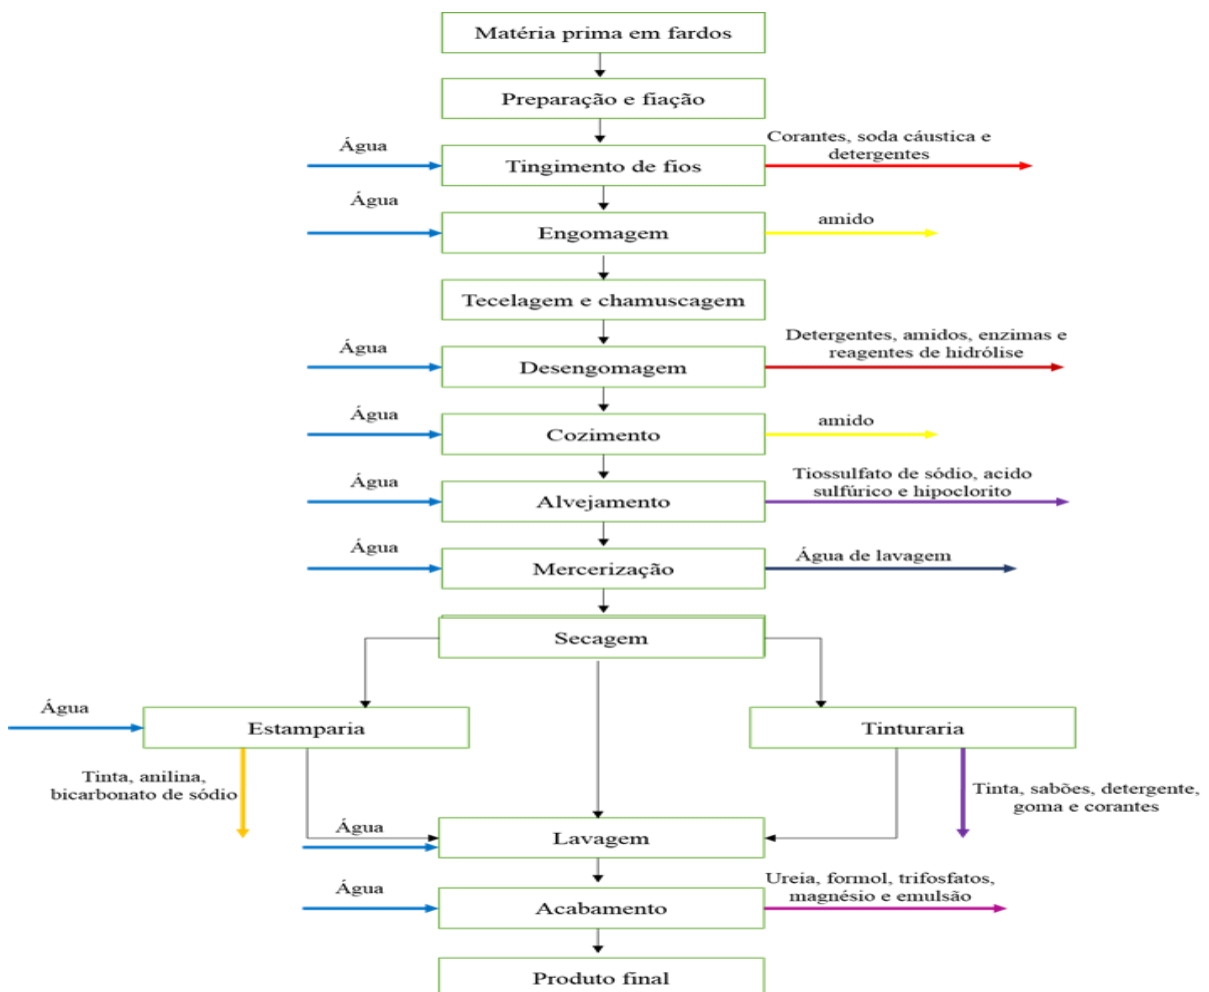 Matéria prima em fardos
Preparação e fiação
Água
Tingimento de fios
Corantes, soda cáustica e
detergentes
Água
Engomagem
amido
Tecelagem e chamuscagem
Água
Desengomagem
Detergentes, amidos, enzimas e
reagentes de hidrólise
Água
Cozimento
amido
Água
Alvejamento
Tiossulfato de sódio, acido
sulfúrico e hipoclorito
Água
Mercerização
Água de lavagem
Secagem
Água
Estamparia
Tinturaria
Tinta, anilina,
bicarbonato de sódio
Tinta, sabões, detergente,
goma e corantes
Água
Lavagem
Água
Acabamento
Ureia, formol, trifosfatos,
magnésio e emulsão
Produto final